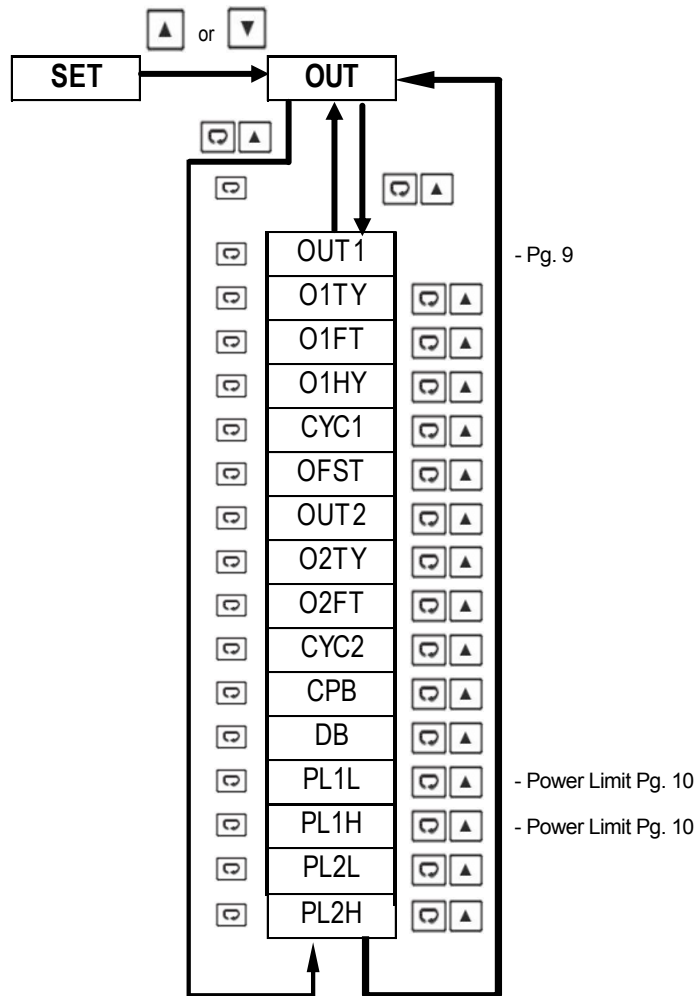 or
SET
OUT
OUT1
- Pg. 9
O1TY
O1FT
O1HY
CYC1
OFST
OUT2
O2TY
O2FT
CYC2
CPB
DB
PL1L
- Power Limit Pg. 10
PL1H
- Power Limit Pg. 10
PL2L
PL2H